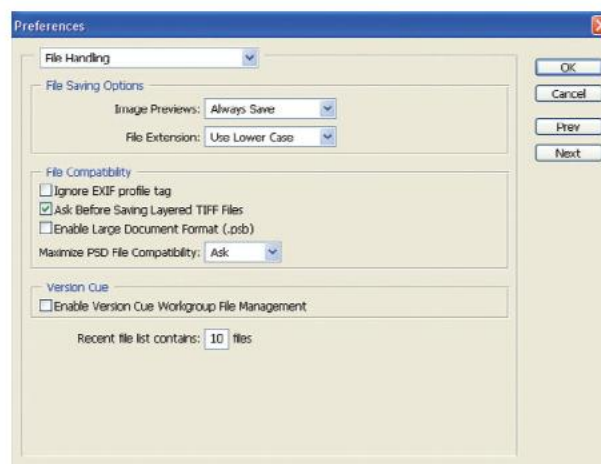 Preferences
File Handling
OK
Cancel
Prev
Next
File Saving Options
Image Previews: Always Save
File Extension: Use Lower Case
File Compatibility
Ignore EXIF profile tag
Ask Before Saving Layered TIFF Files
Enable Large Document Format (.psb)
Maximize PSD File Compatibility: Ask
Version Cue
Enable Version Cue Workgroup File Management
Recent file list contains: 10 files